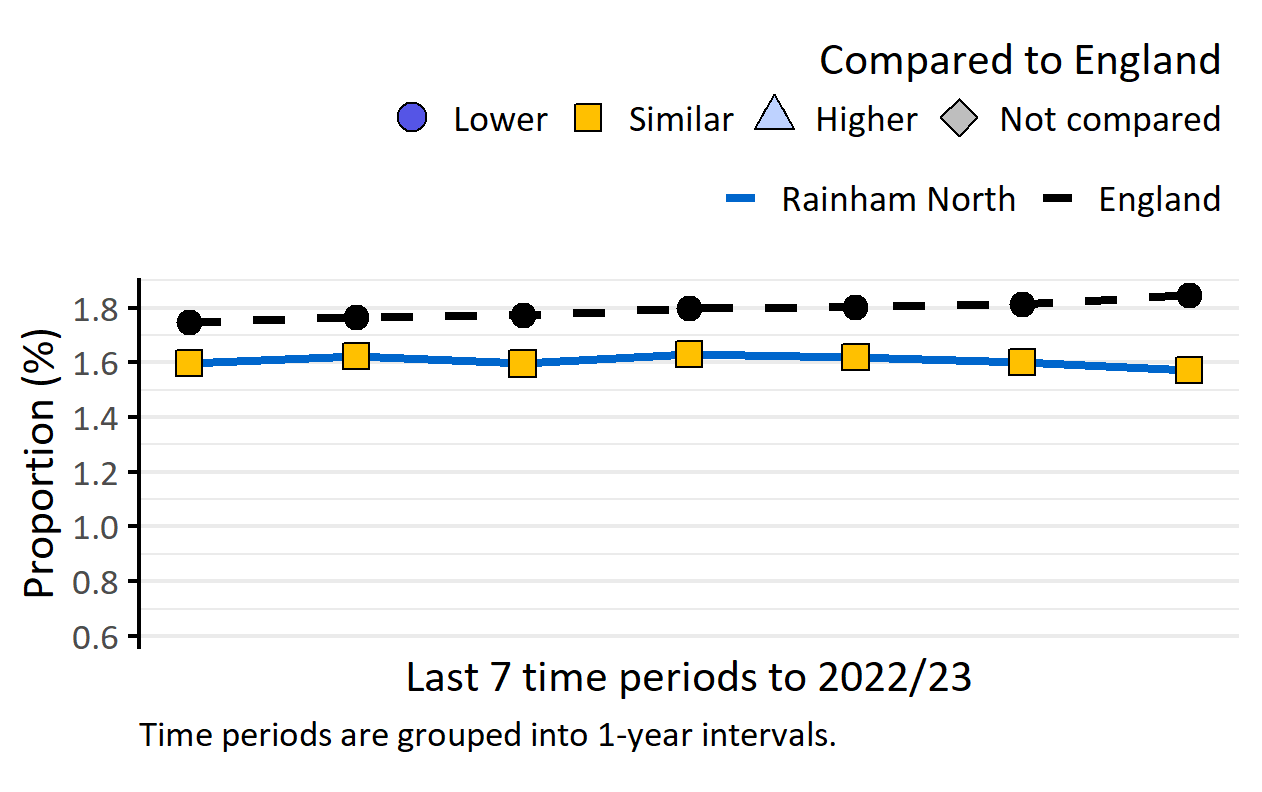 Compared to England
Lower Similar Higher Not compared
Rainham North England
Proportion (%)
1.8
1.6
1.4
1.2
1.0
0.8
0.6
Last 7 time periods to 2022/23
Time periods are grouped into 1-year intervals.